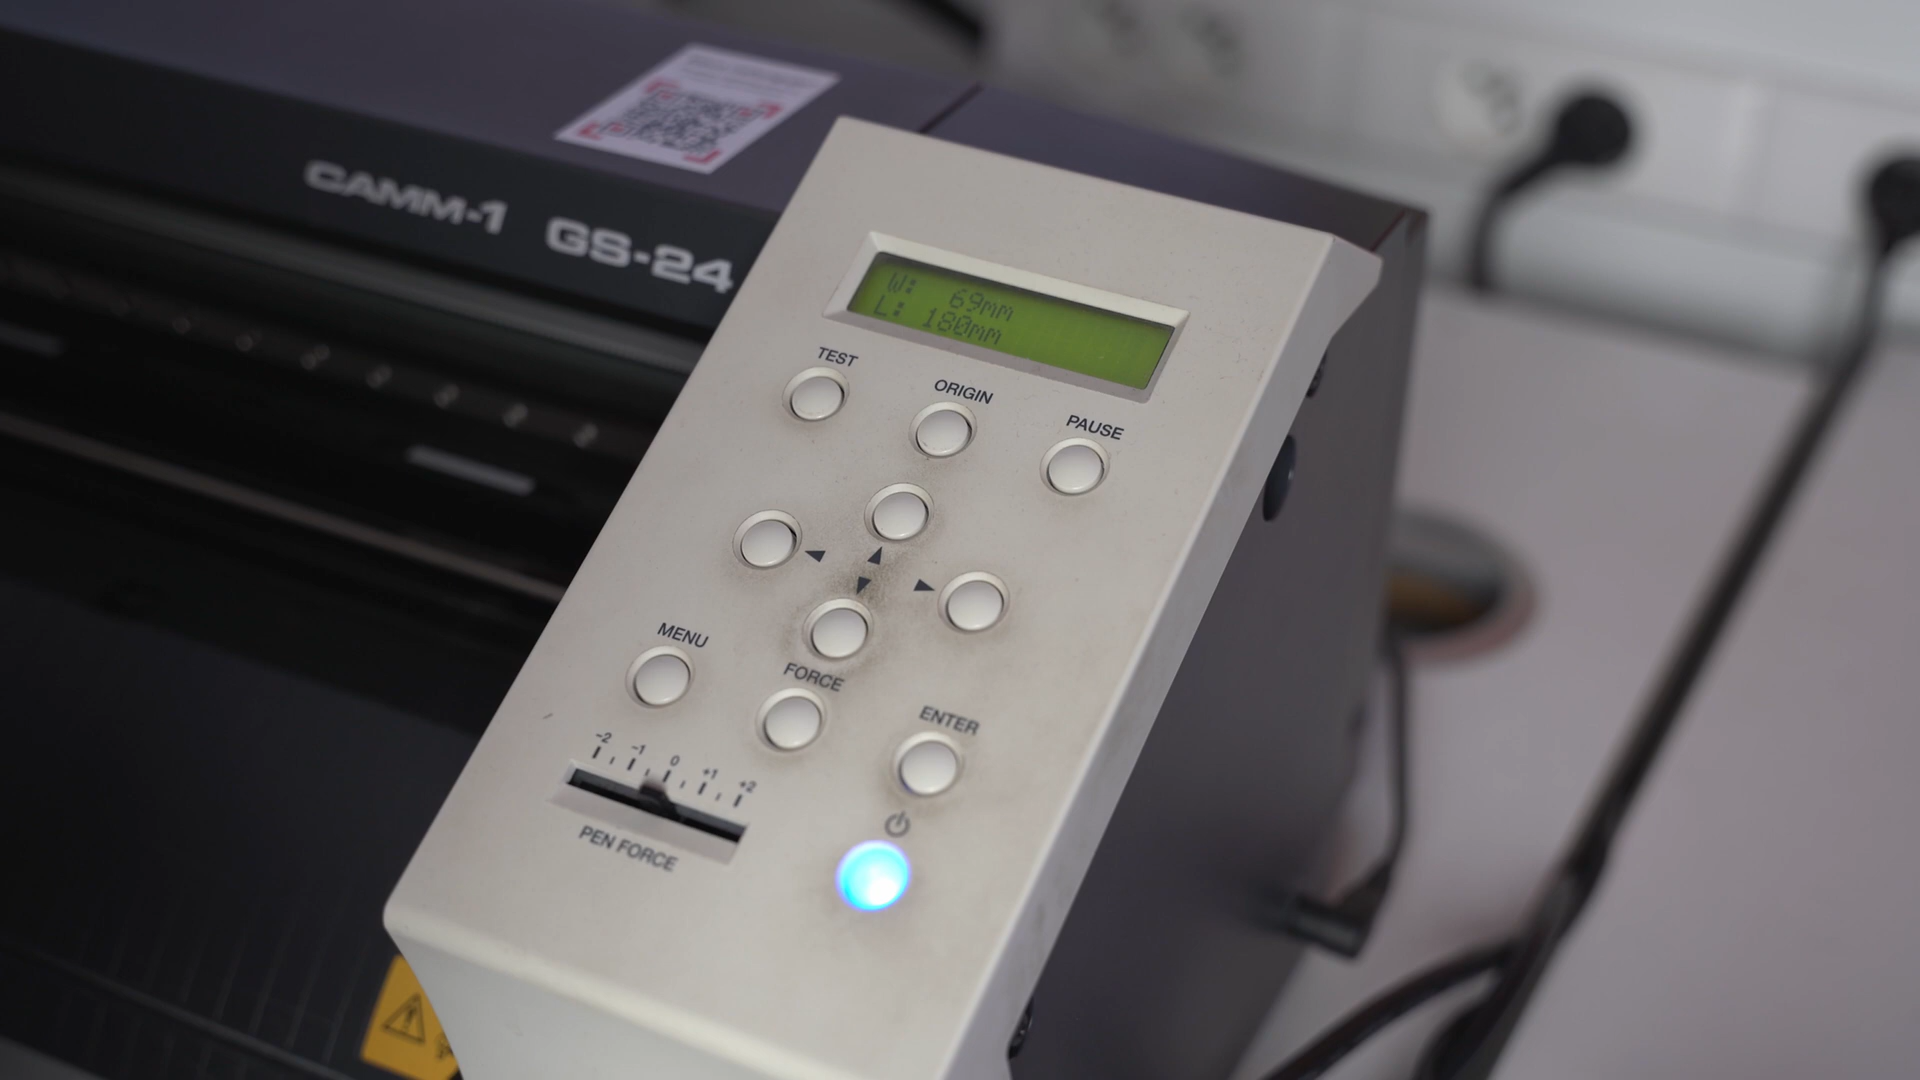 CAMM-1 GS-24
W: 69mm
L: 180mm
TEST
ORIGIN
PAUSE
MENU
FORCE
ENTER
-2 -1 0 +1 +2
PEN FORCE